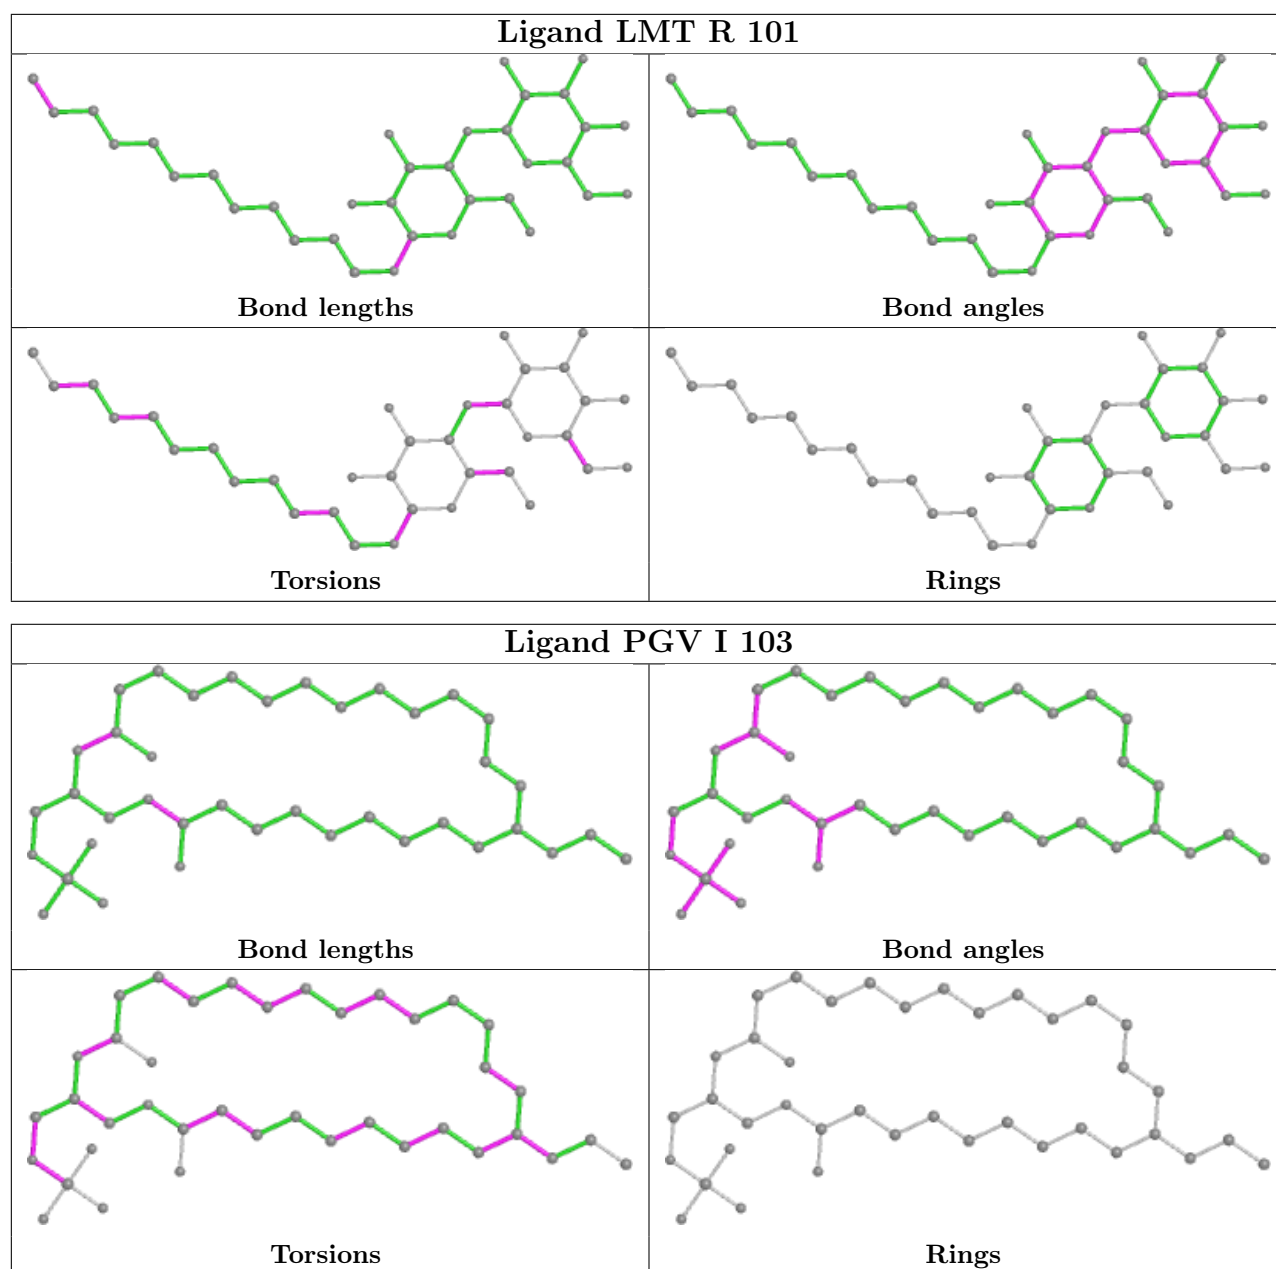 Ligand LMT R 101
Bond lengths
Bond angles
Torsions
Rings
Ligand PGV I 103
Bond lengths
Bond angles
Torsions
Rings